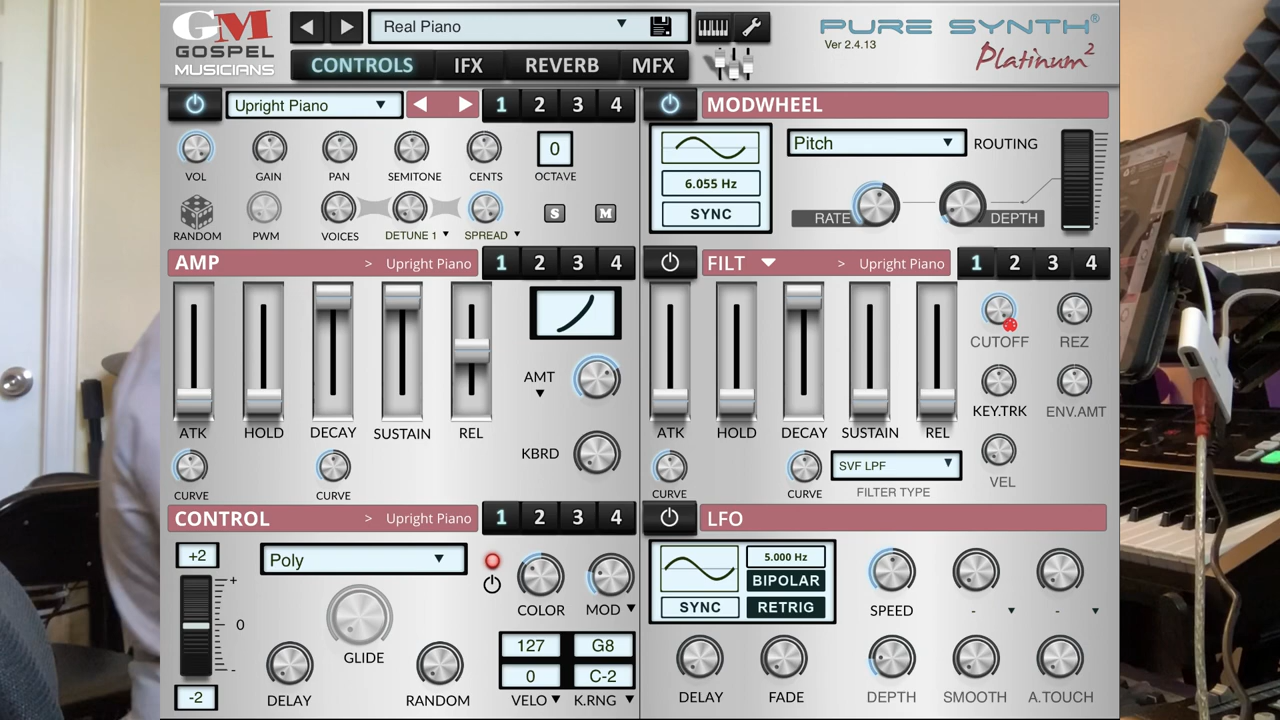 GM
GOSPEL
MUSICIANS
Real Piano
PURE SYNTH®
Ver 2.4.13
Platinum²
CONTROLS IFX REVERB MFX
Upright Piano 1 2 3 4
VOL GAIN PAN SEMITONE CENTS OCTAVE
0
RANDOM PWM VOICES DETUNE 1 SPREAD
S M
MODWHEEL
Pitch ROUTING
6.055 Hz
SYNC
RATE DEPTH
AMP > Upright Piano 1 2 3 4
ATK HOLD DECAY SUSTAIN REL
AMT
KBRD
CURVE CURVE
FILT > Upright Piano 1 2 3 4
CUTOFF REZ
KEY.TRK ENV.AMT
ATK HOLD DECAY SUSTAIN REL
SVF LPF
FILTER TYPE
VEL
CURVE CURVE
CONTROL > Upright Piano 1 2 3 4
+2
+
0
-
-2
Poly
GLIDE
DELAY RANDOM
COLOR MOD
127 G8
0 C-2
VELO K.RNG
LFO
5.000 Hz
BIPOLAR
SYNC RETRIG
SPEED - -
DELAY FADE DEPTH SMOOTH A.TOUCH